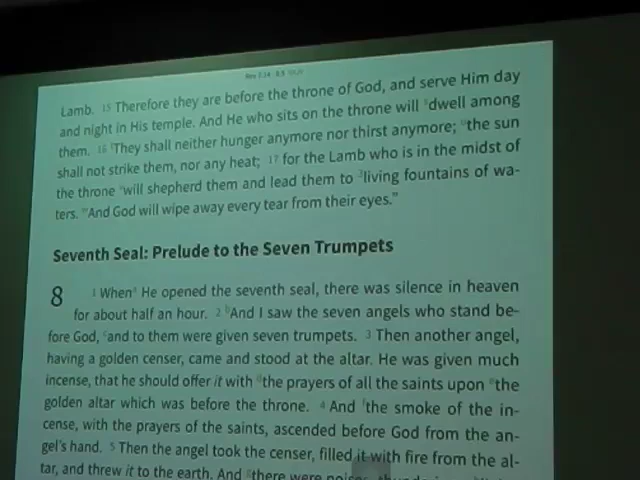 Lamb. 15 Therefore they are before the throne of God, and serve Him day
and night in His temple. And He who sits on the throne will dwell among
them. 16 They shall neither hunger anymore nor thirst anymore; the sun
shall not strike them, nor any heat; 17 for the Lamb who is in the midst of
the throne will shepherd them and lead them to living fountains of wa-
ters. And God will wipe away every tear from their eyes.”
Seventh Seal: Prelude to the Seven Trumpets
8 1 When He opened the seventh seal, there was silence in heaven
for about half an hour. 2 And I saw the seven angels who stand be-
fore God, and to them were given seven trumpets. 3 Then another angel,
having a golden censer, came and stood at the altar. He was given much
incense, that he should offer it with the prayers of all the saints upon the
golden altar which was before the throne. 4 And the smoke of the in-
cense, with the prayers of the saints, ascended before God from the an-
gel's hand. 5 Then the angel took the censer, filled it with fire from the al-
tar, and threw it to the earth. And there were